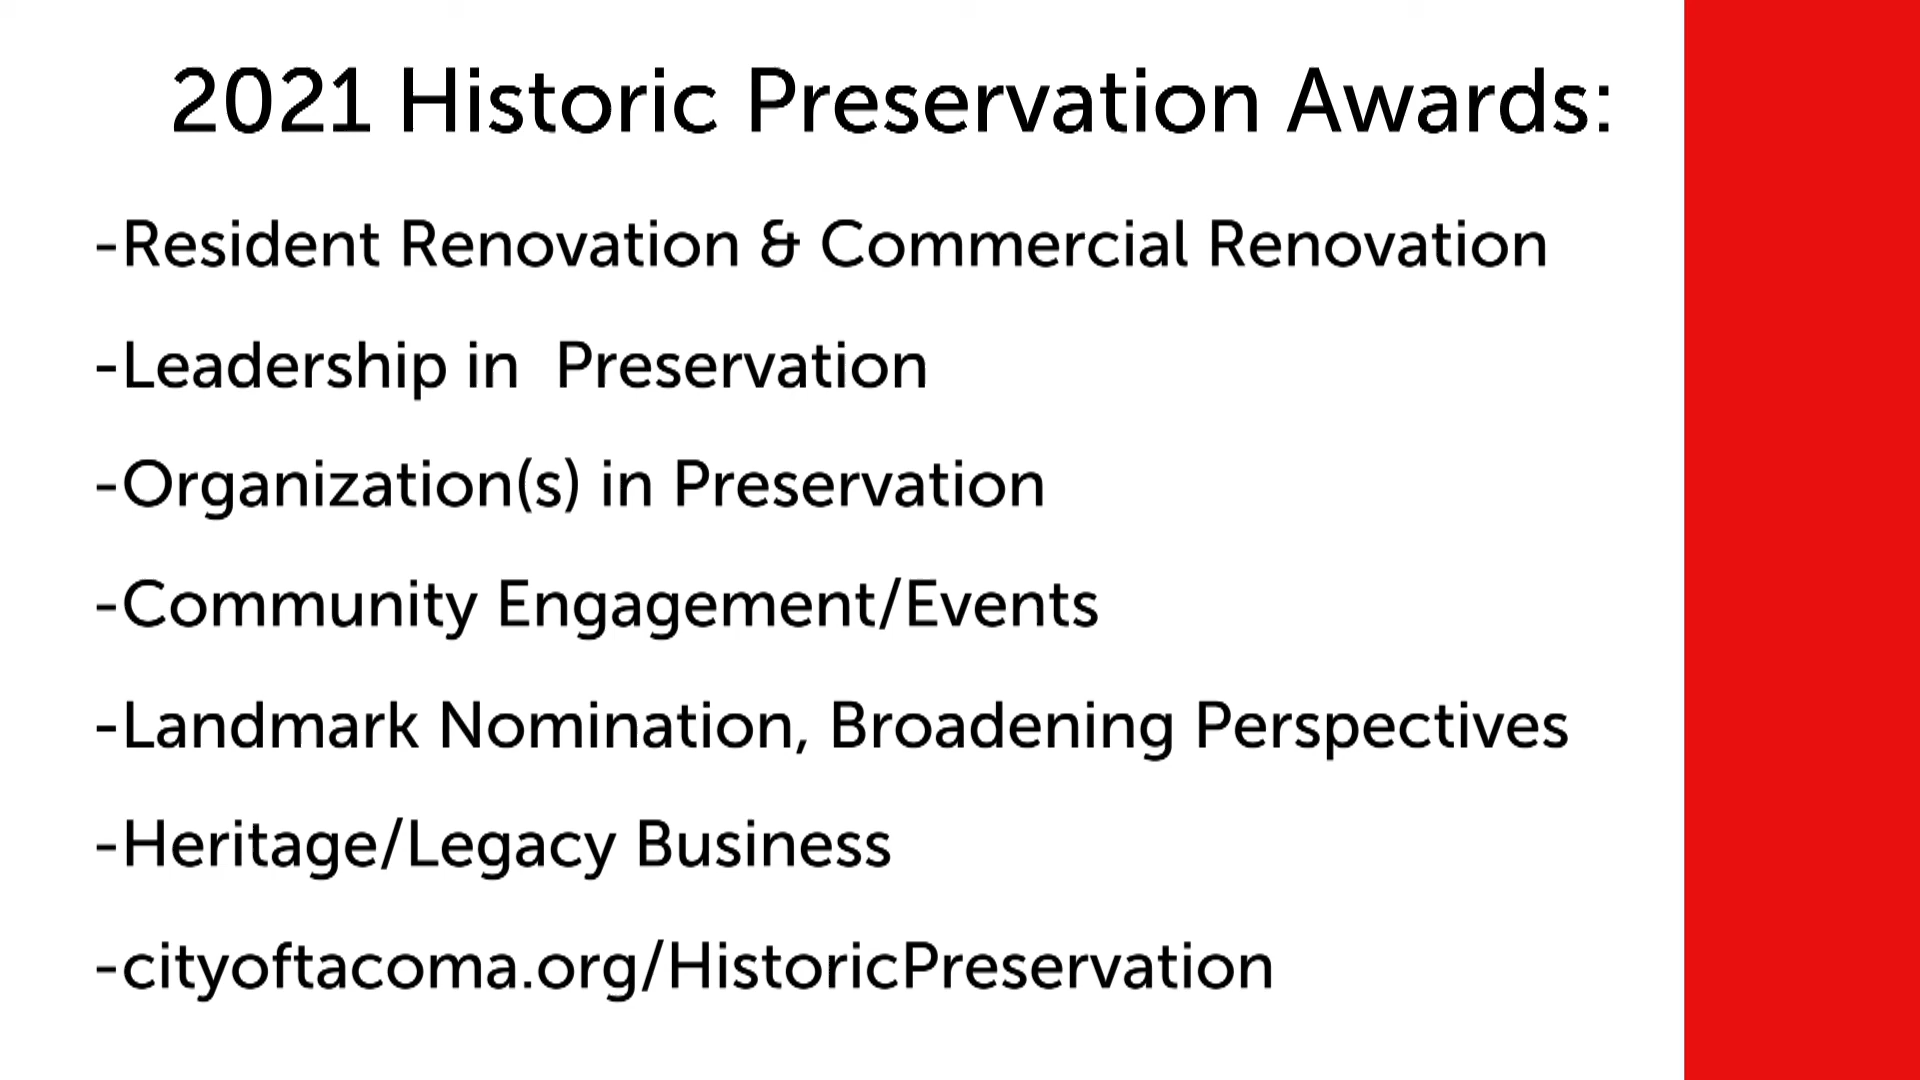 2021 Historic Preservation Awards:
-Resident Renovation & Commercial Renovation
-Leadership in  Preservation
-Organization(s) in Preservation
-Community Engagement/Events
-Landmark Nomination, Broadening Perspectives
-Heritage/Legacy Business
-cityoftacoma.org/HistoricPreservation